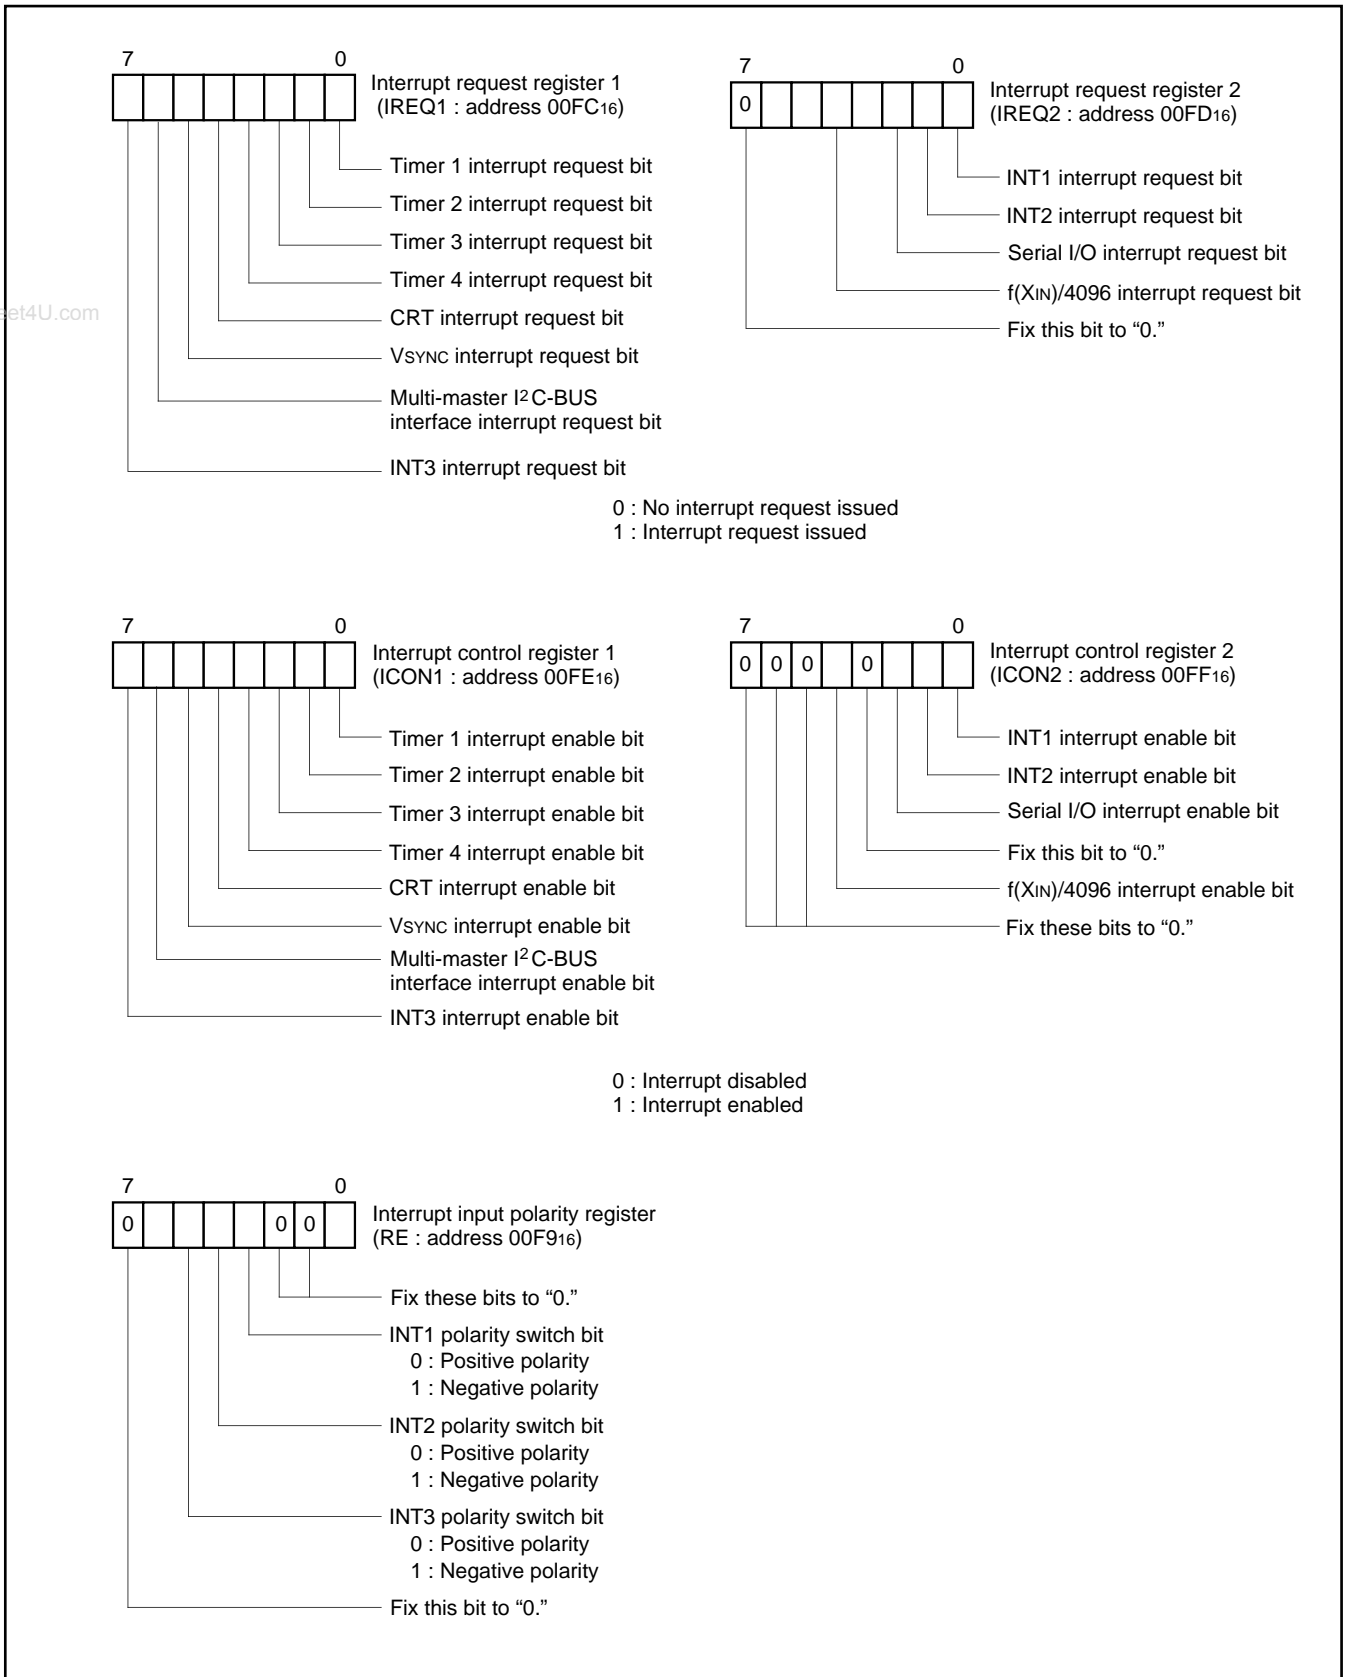 7 0
Interrupt request register 1
(IREQ1 : address 00FC16)
Timer 1 interrupt request bit
Timer 2 interrupt request bit
Timer 3 interrupt request bit
Timer 4 interrupt request bit
CRT interrupt request bit
VSYNC interrupt request bit
Multi-master I2C-BUS
interface interrupt request bit
INT3 interrupt request bit
7 0
0
Interrupt request register 2
(IREQ2 : address 00FD16)
INT1 interrupt request bit
INT2 interrupt request bit
Serial I/O interrupt request bit
f(XIN)/4096 interrupt request bit
Fix this bit to “0.”
et4U.com
0 : No interrupt request issued
1 : Interrupt request issued
7 0
Interrupt control register 1
(ICON1 : address 00FE16)
Timer 1 interrupt enable bit
Timer 2 interrupt enable bit
Timer 3 interrupt enable bit
Timer 4 interrupt enable bit
CRT interrupt enable bit
VSYNC interrupt enable bit
Multi-master I2C-BUS
interface interrupt enable bit
INT3 interrupt enable bit
7 0
0 0 0 0
Interrupt control register 2
(ICON2 : address 00FF16)
INT1 interrupt enable bit
INT2 interrupt enable bit
Serial I/O interrupt enable bit
Fix this bit to “0.”
f(XIN)/4096 interrupt enable bit
Fix these bits to “0.”
0 : Interrupt disabled
1 : Interrupt enabled
7 0
0 0 0
Interrupt input polarity register
(RE : address 00F916)
Fix these bits to “0.”
INT1 polarity switch bit
0 : Positive polarity
1 : Negative polarity
INT2 polarity switch bit
0 : Positive polarity
1 : Negative polarity
INT3 polarity switch bit
0 : Positive polarity
1 : Negative polarity
Fix this bit to “0.”